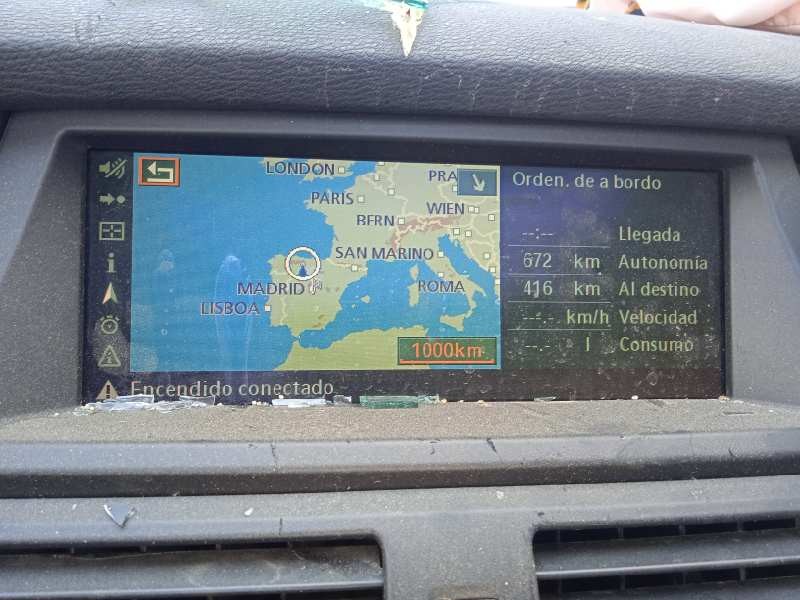 LONDON
PRA
PARIS
WIEN
BERN
SAN MARINO
MADRID
ROMA
LISBOA
1000km
Orden. de a bordo
--:-- Llegada
672 km Autonomía
416 km Al destino
--.-. km/h Velocidad
--.-. l Consumo
Encendido conectado